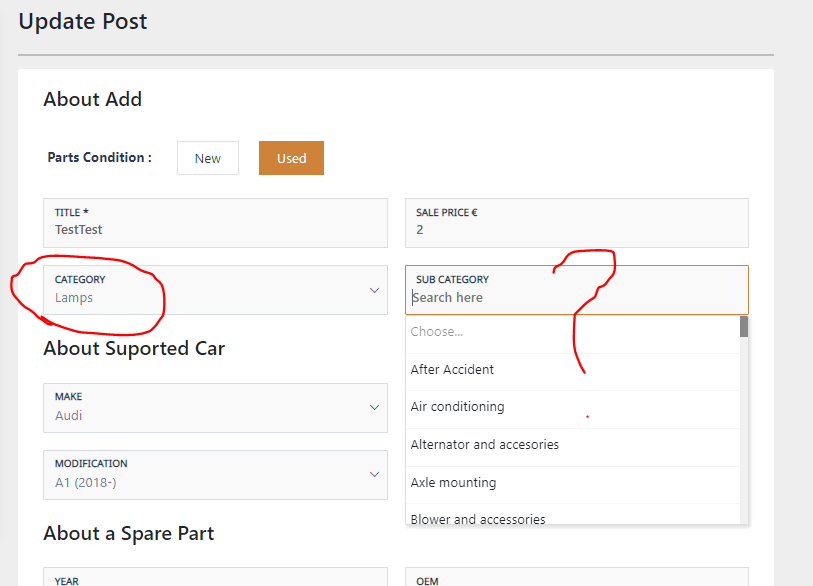 Update Post
About Add
Parts Condition :
New
Used
TITLE *
TestTest
SALE PRICE €
2
CATEGORY
Lamps
SUB CATEGORY
Search here
Choose...
After Accident
Air conditioning
Alternator and accesories
Axle mounting
Blower and accessories
About Suported Car
MAKE
Audi
MODIFICATION
A1 (2018-)
About a Spare Part
YEAR
OEM
?